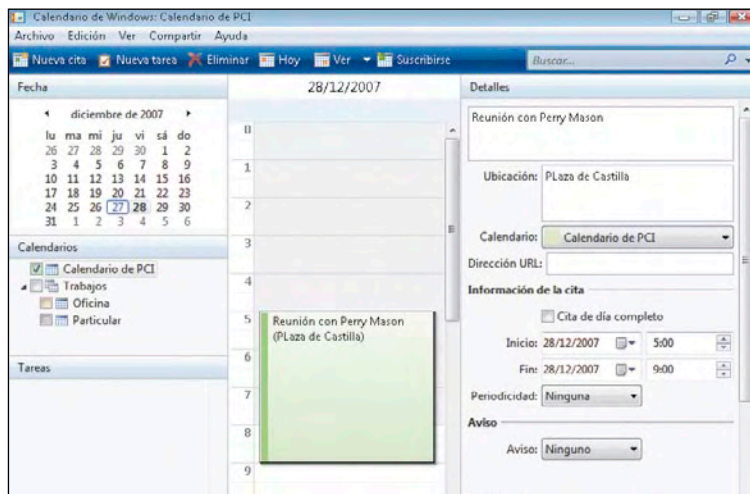 Calendario de Windows: Calendario de PCI
Archivo Edición Ver Compartir Ayuda
Nueva cita Nueva tarea Eliminar Hoy Ver Suscribirse Buscar...
Fecha
diciembre de 2007
lu ma mi ju vi sá do
26 27 28 29 30 1 2
3 4 5 6 7 8 9
10 11 12 13 14 15 16
17 18 19 20 21 22 23
24 25 26 27 28 29 30
31 1 2 3 4 5 6
Calendarios
Calendario de PCI
Trabajos
Oficina
Particular
Tareas
28/12/2007
0
1
2
3
4
5
Reunión con Perry Mason
(PLaza de Castilla)
6
7
8
9
Detalles
Reunión con Perry Mason
Ubicación: PLaza de Castilla
Calendario: Calendario de PCI
Dirección URL:
Información de la cita
Cita de día completo
Inicio: 28/12/2007 5:00
Fin: 28/12/2007 9:00
Periodicidad: Ninguna
Aviso
Aviso: Ninguno